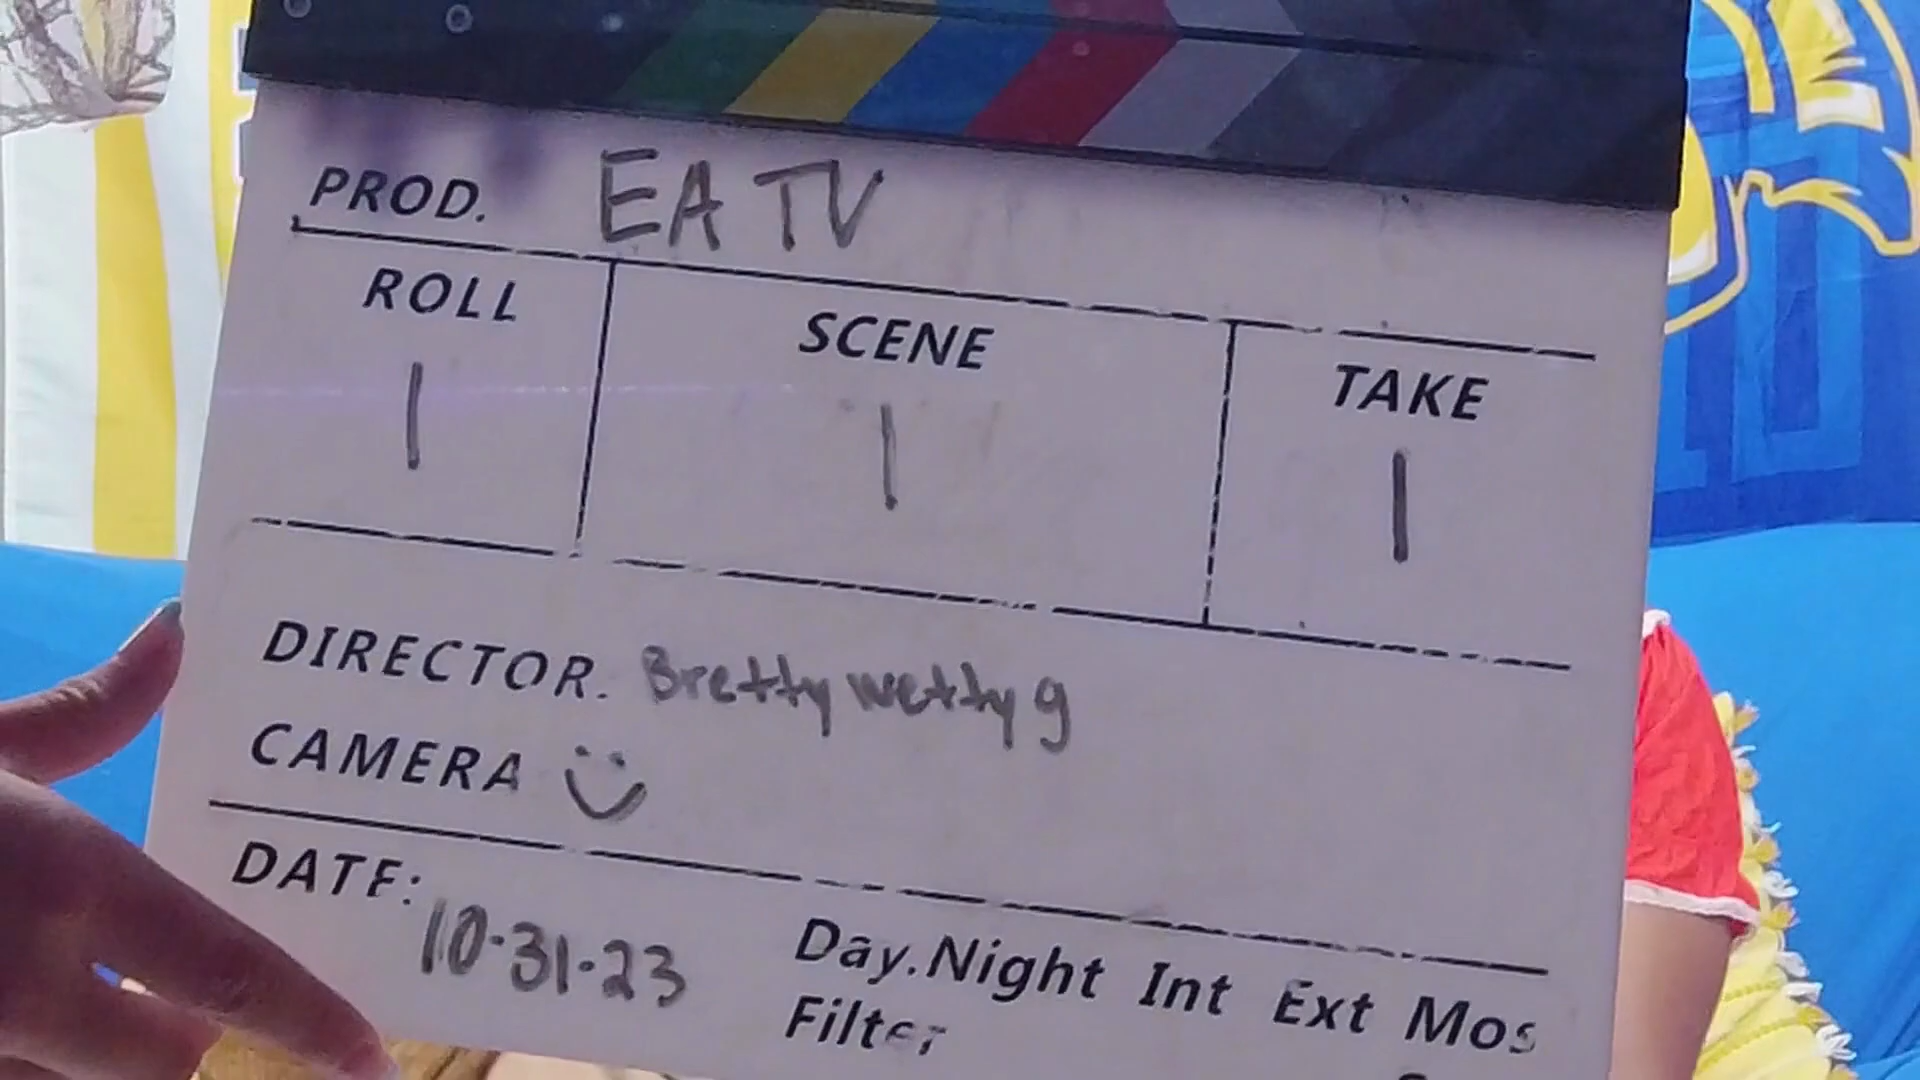 PROD. EA TV
ROLL SCENE TAKE
1 1 1
DIRECTOR. Bretty wetty g
CAMERA
DATE: 10-31-23
Day.Night Int Ext Mos
Filter